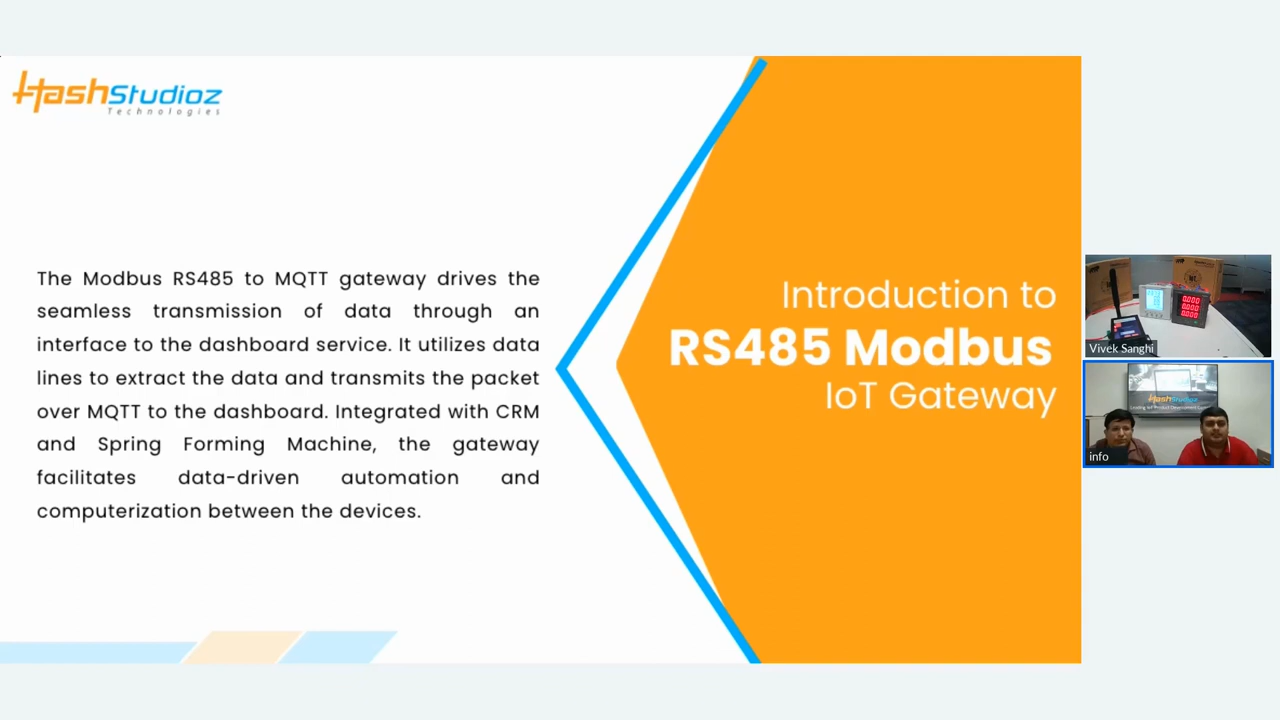 HashStudioz
Technologies
The Modbus RS485 to MQTT gateway drives the
seamless transmission of data through an
interface to the dashboard service. It utilizes data
lines to extract the data and transmits the packet
over MQTT to the dashboard. Integrated with CRM
and Spring Forming Machine, the gateway
facilitates data-driven automation and
computerization between the devices.
Introduction to
RS485 Modbus
IoT Gateway
Vivek Sanghi
HashStudioz
info